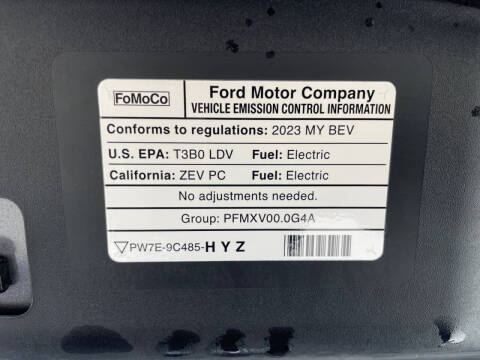 FoMoCo
Ford Motor Company
VEHICLE EMISSION CONTROL INFORMATION
Conforms to regulations: 2023 MY BEV
U.S. EPA: T3B0 LDV Fuel: Electric
California: ZEV PC Fuel: Electric
No adjustments needed.
Group: PFMXV00.0G4A
PW7E-9C485-HYZ